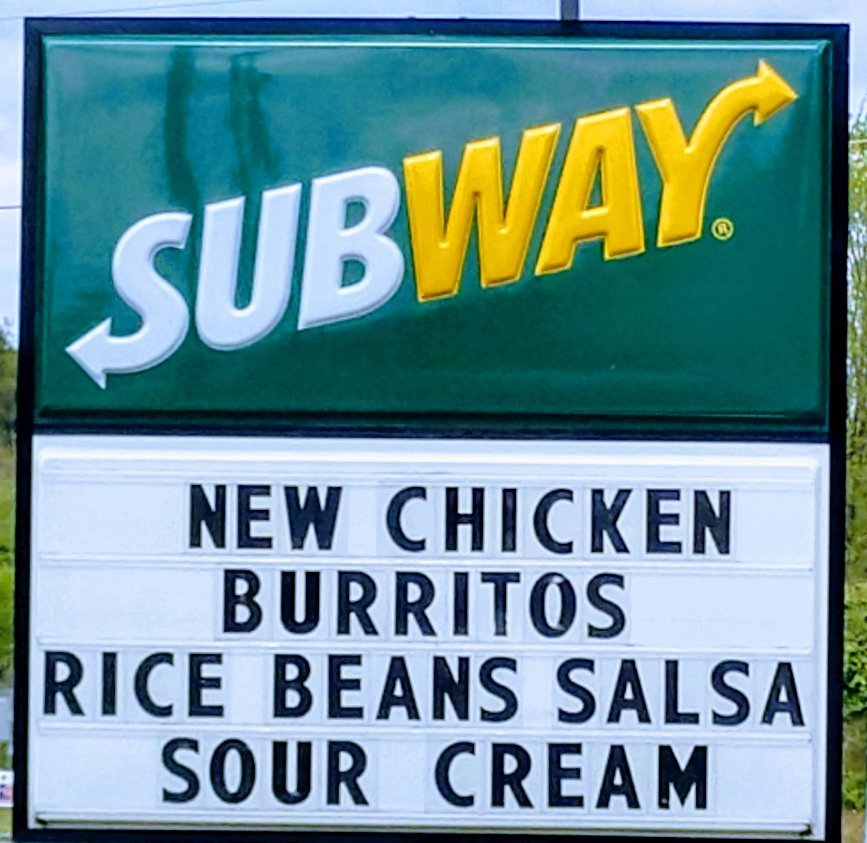 SUBWAY®
NEW CHICKEN
BURRITOS
RICE BEANS SALSA
SOUR CREAM